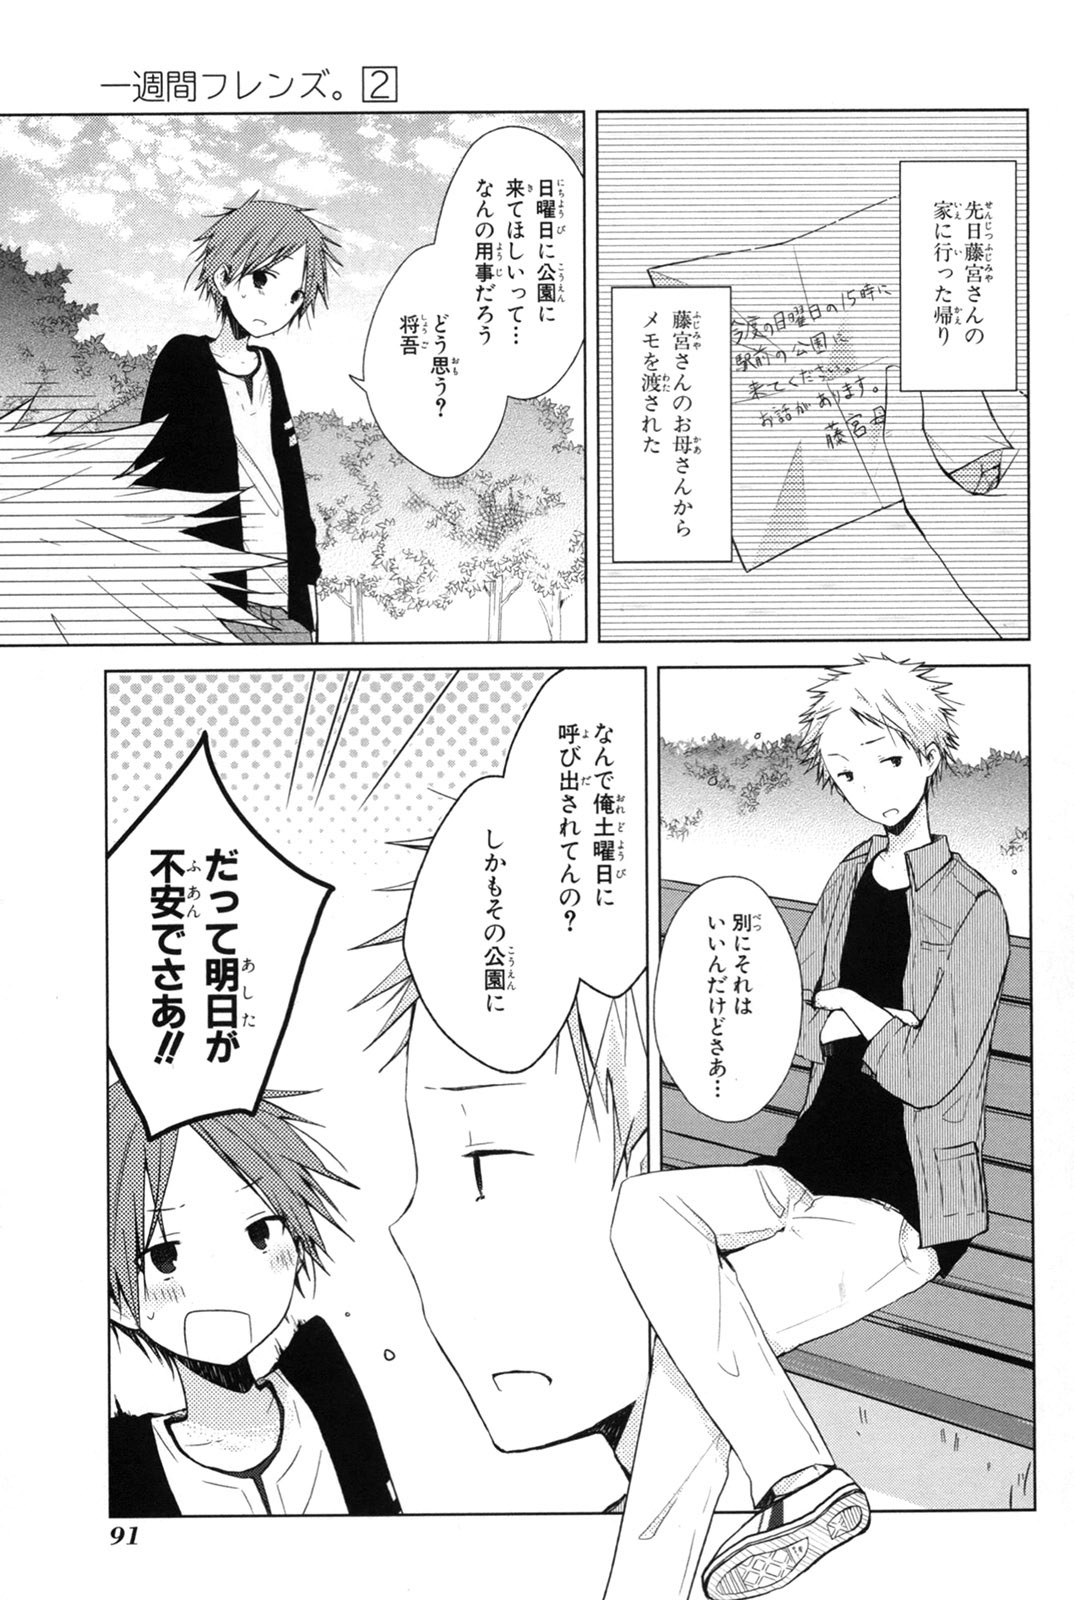 一週間フレンズ。2
先日藤宮さんの
家に行った帰り
藤宮さんのお母さんから
メモを渡された
今度の日曜日の15時に
駅前の公園に
来てください。
お話があります。
藤宮母
日曜日に公園に
来てほしいって…
なんの用事だろう
どう思う?
将吾
別にそれは
いいんだけどさあ…
なんで俺土曜日に
呼び出されてんの?
しかもその公園に
だって明日が
不安でさあ!!
91